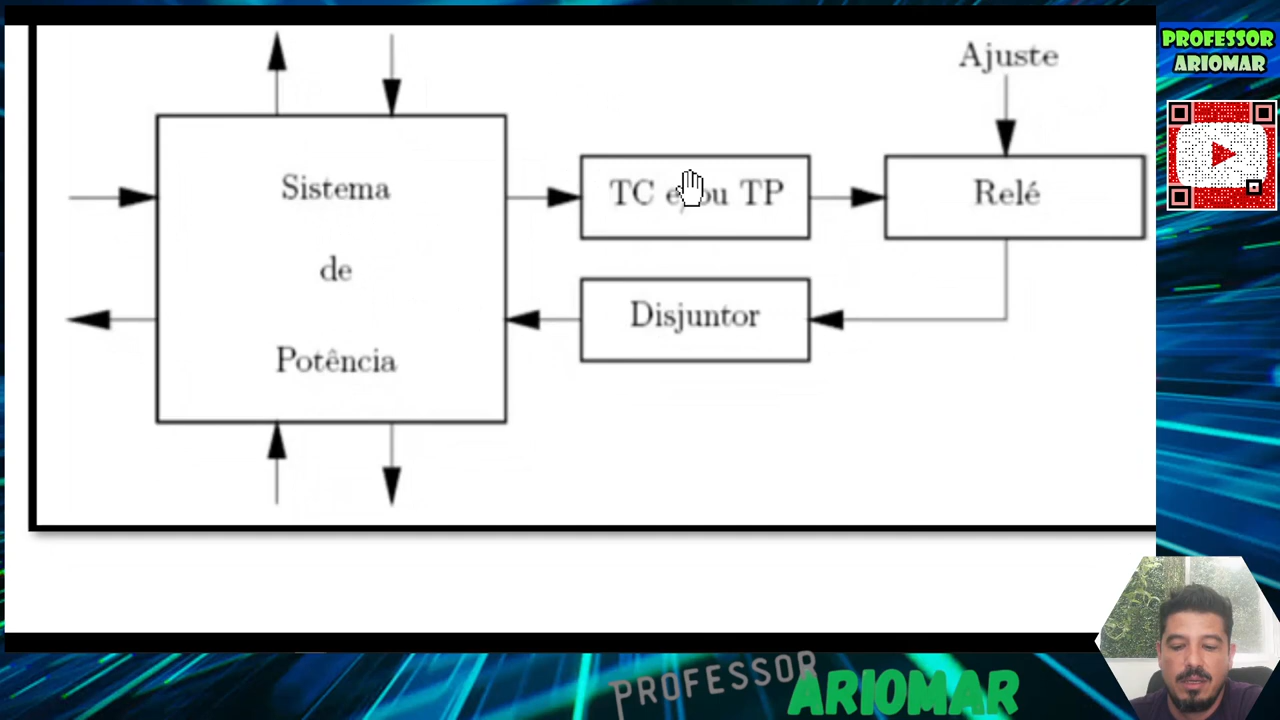 Ajuste
PROFESSOR
ARIOMAR
Sistema
de
Potência
TC e/ou TP
Relé
Disjuntor
PROFESSOR
ARIOMAR